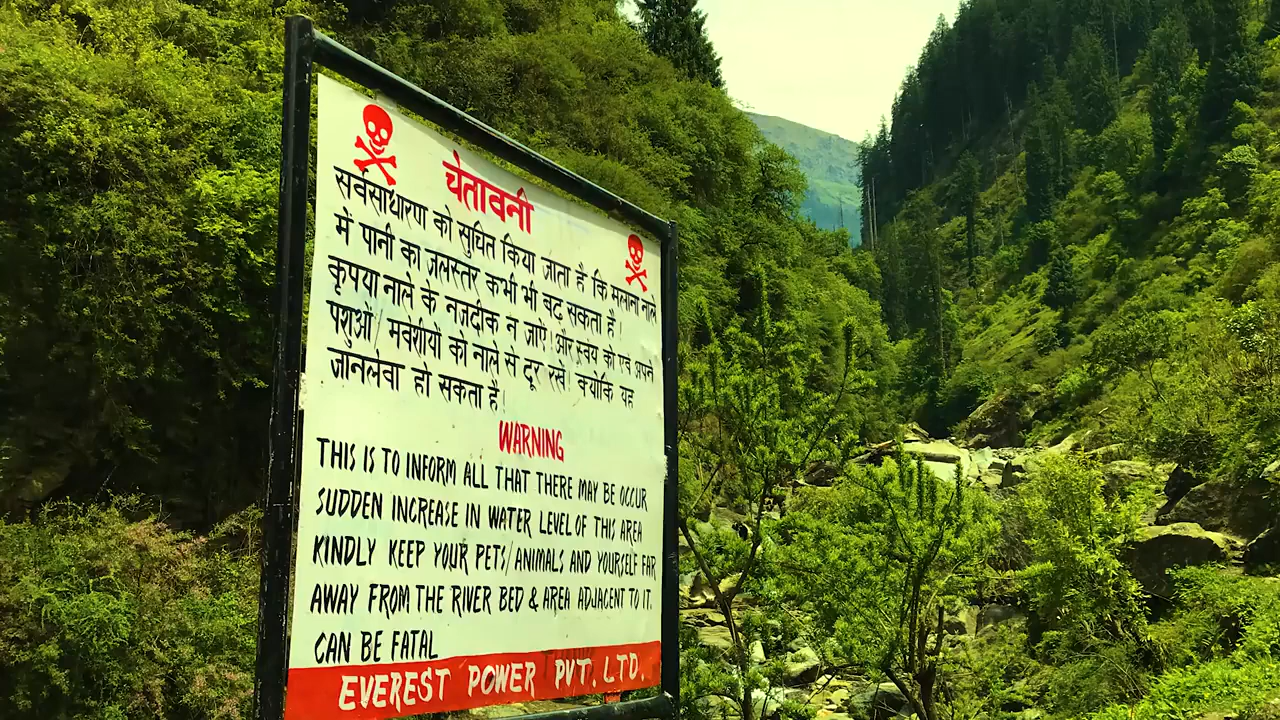 चेतावनी
सर्वसाधारण को सुचित किया जाता है कि मलाना नाले
में पानी का जलस्तर कभी भी बढ़ सकता है।
कृपया नाले के नज़दीक न जाऐं। और स्वयं को एवं अपने
पशुओं/मवेशीयों को नाले से दूर रखें। क्योंकि यह
जानलेवा हो सकता है।
WARNING
THIS IS TO INFORM ALL THAT THERE MAY BE OCCUR
SUDDEN INCREASE IN WATER LEVEL OF THIS AREA
KINDLY KEEP YOUR PETS/ANIMALS AND YOURSELF FAR
AWAY FROM THE RIVER BED & AREA ADJACENT TO IT.
CAN BE FATAL
EVEREST POWER PVT. LTD.